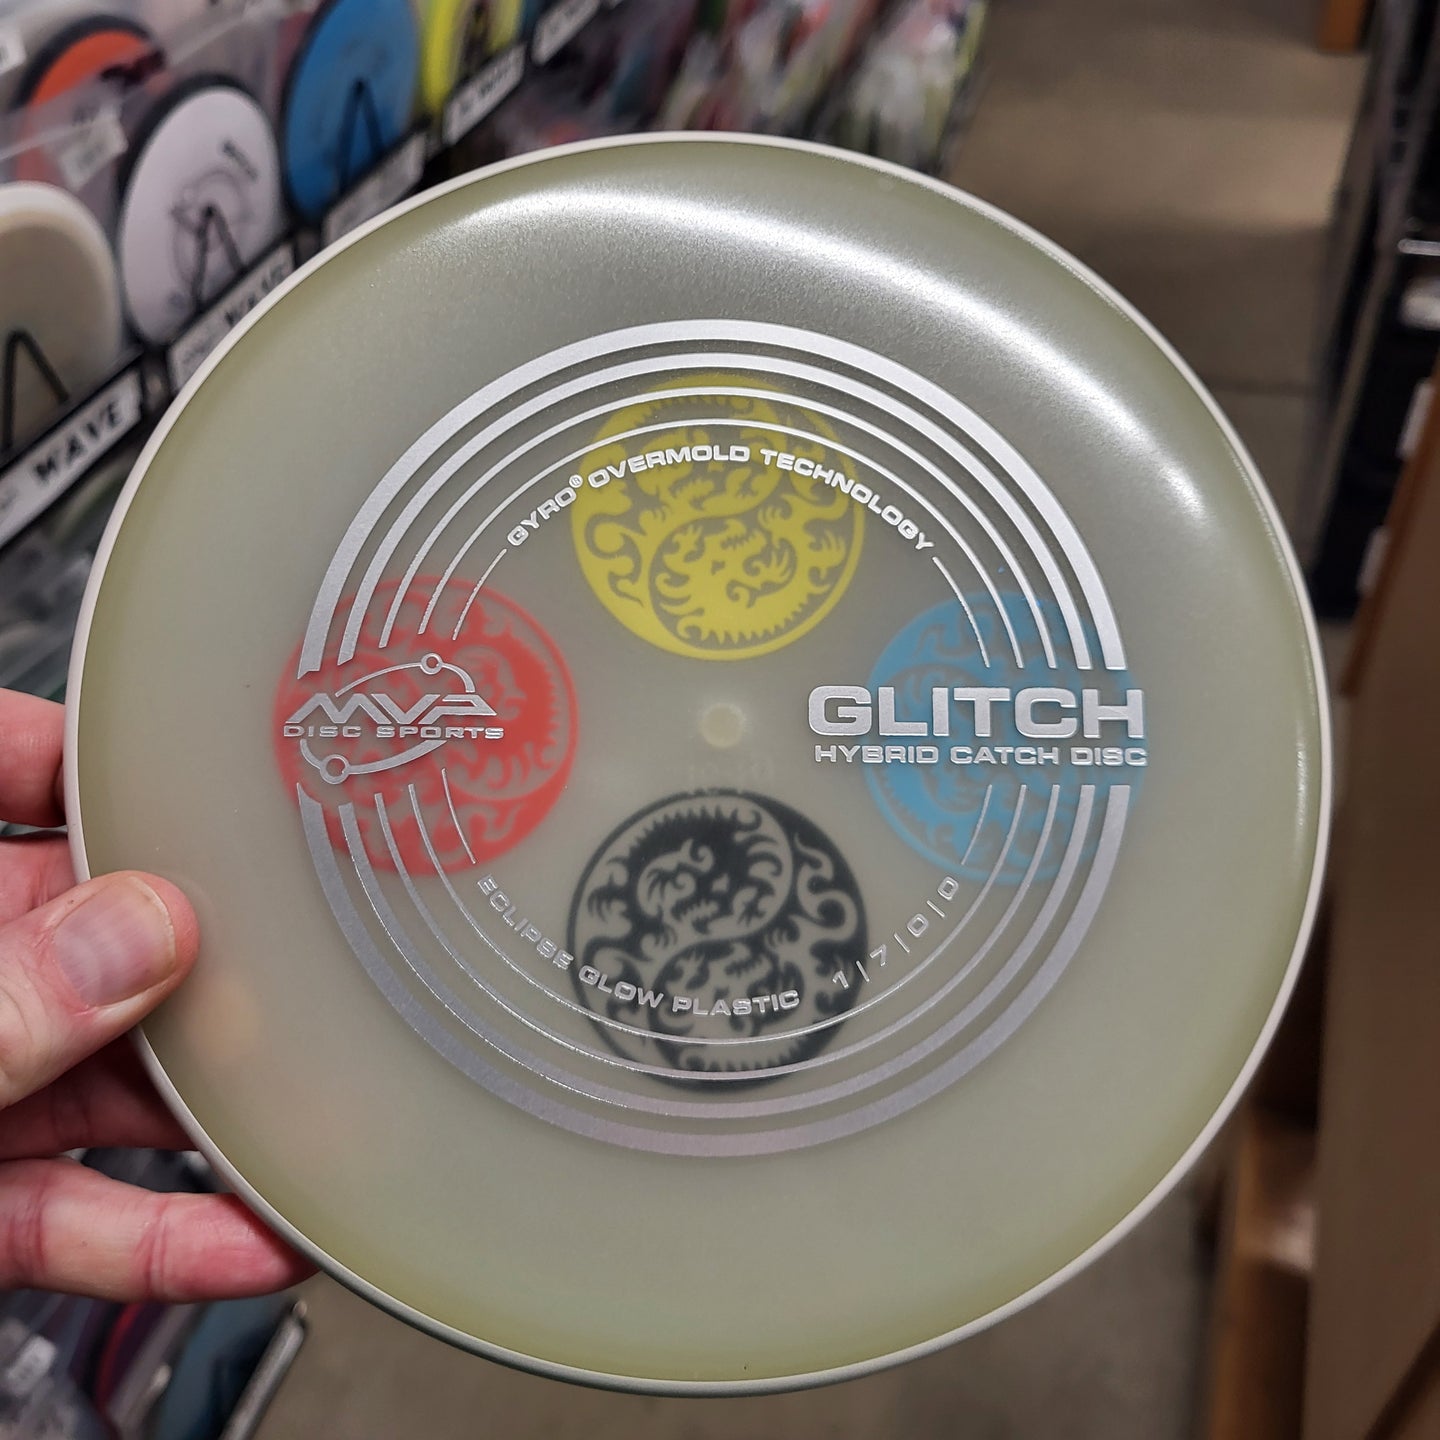 GYRO® OVERMOLD TECHNOLOGY
MVP
DISC SPORTS
GLITCH
HYBRID CATCH DISC
ECLIPSE GLOW PLASTIC 1 | 7 | 0 | 0
WAVE